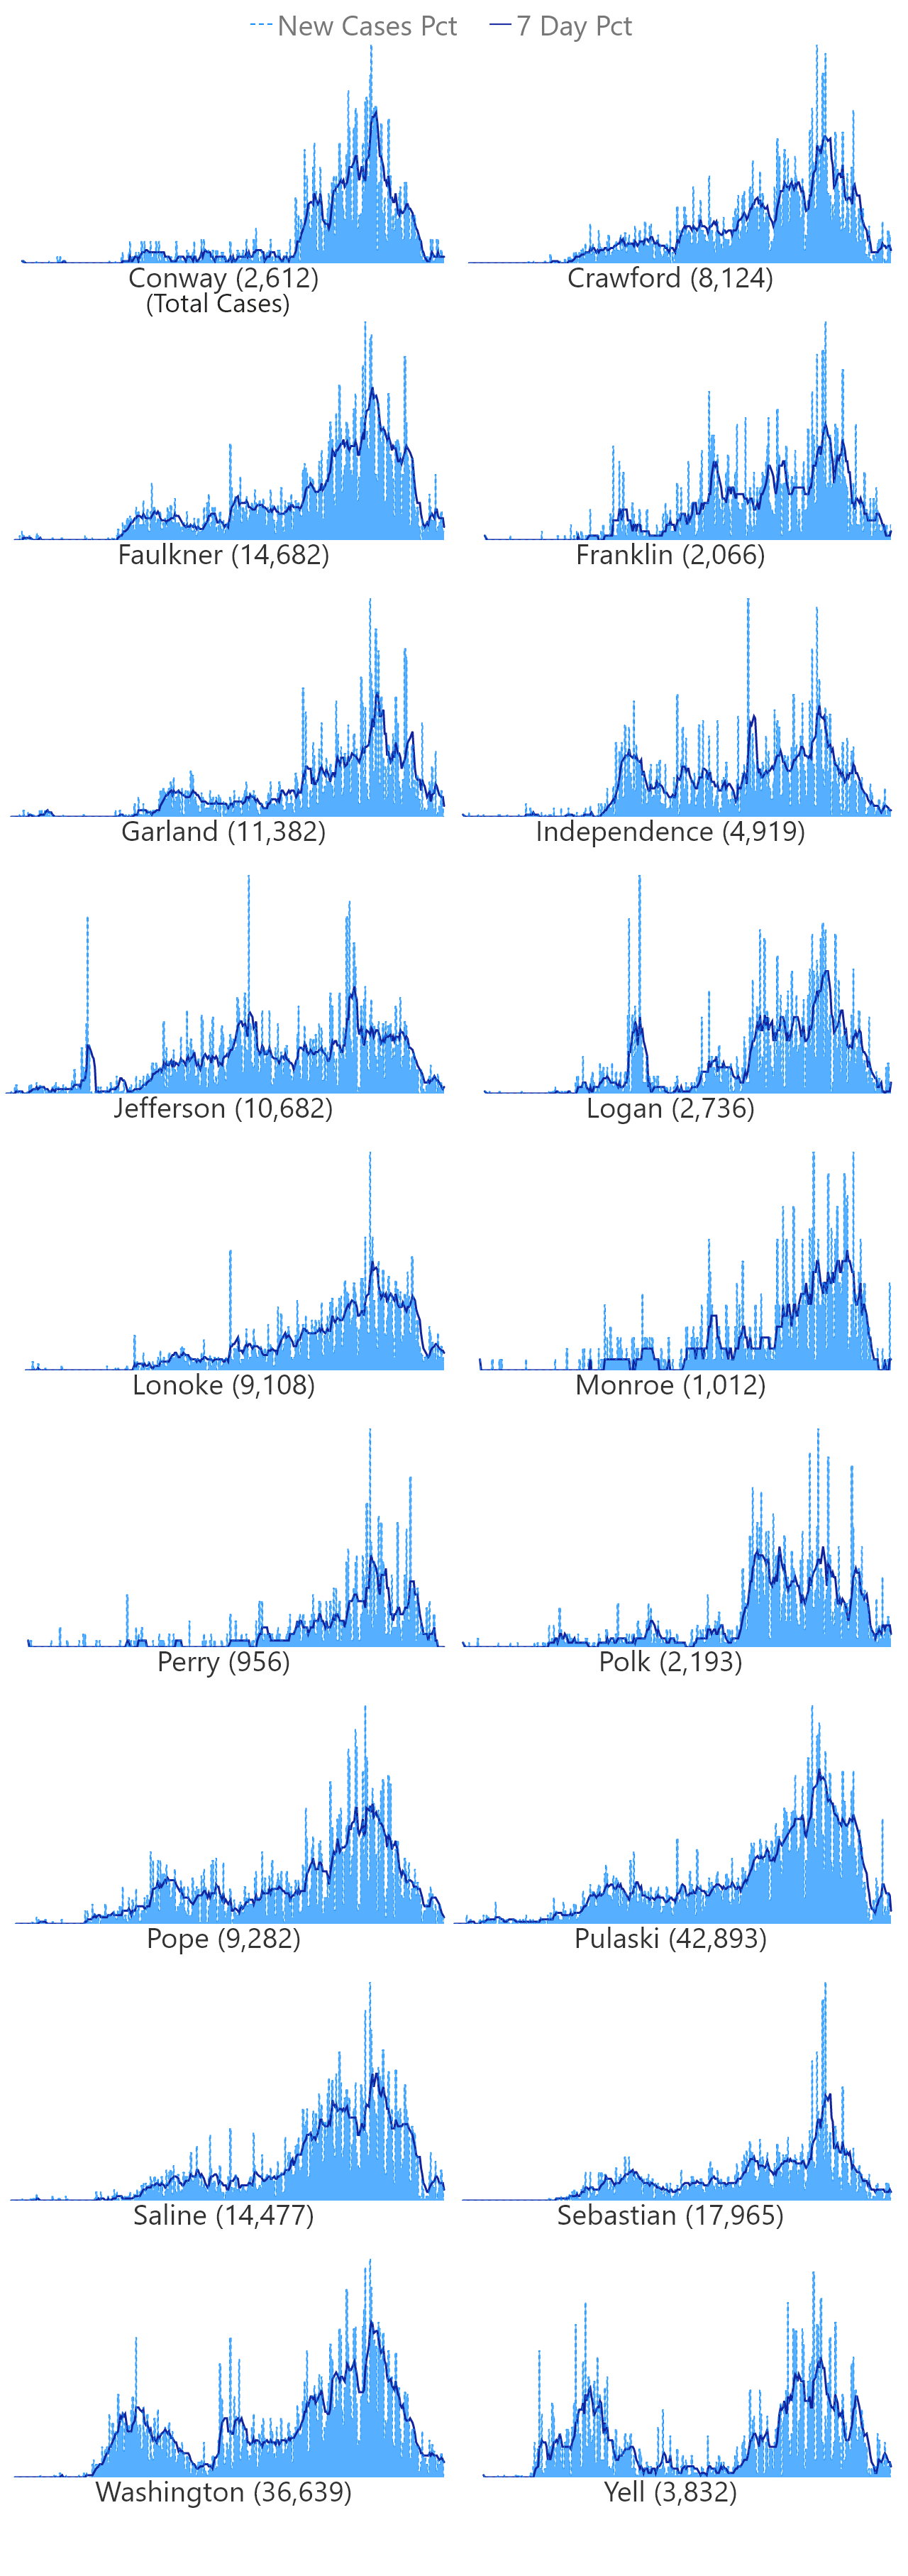 New Cases Pct 7 Day Pct
Conway (2,612) Crawford (8,124)
(Total Cases)
Faulkner (14,682) Franklin (2,066)
Garland (11,382) Independence (4,919)
Jefferson (10,682) Logan (2,736)
Lonoke (9,108) Monroe (1,012)
Perry (956) Polk (2,193)
Pope (9,282) Pulaski (42,893)
Saline (14,477) Sebastian (17,965)
Washington (36,639) Yell (3,832)